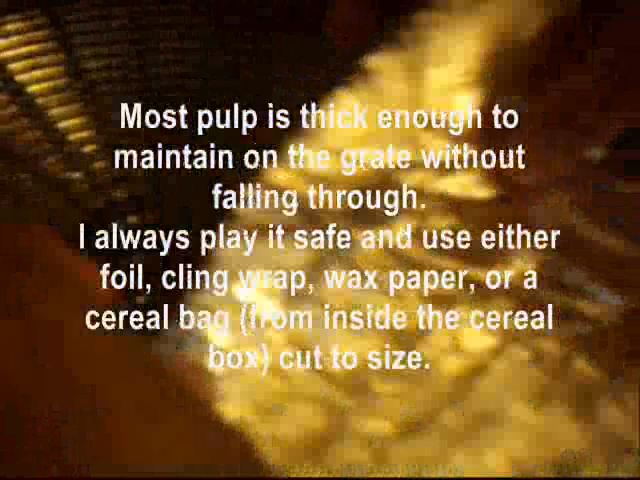 Most pulp is thick enough to
maintain on the grate without
falling through.
I always play it safe and use either
foil, cling wrap, wax paper, or a
cereal bag (from inside the cereal
box) cut to size.